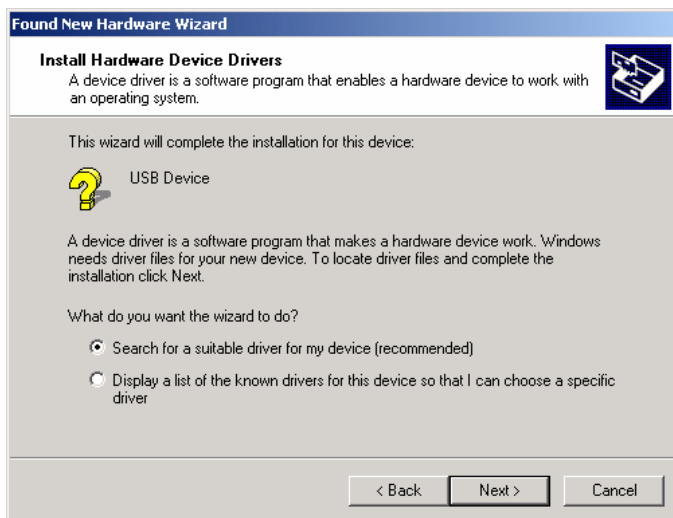 Found New Hardware Wizard
Install Hardware Device Drivers
A device driver is a software program that enables a hardware device to work with
an operating system.
This wizard will complete the installation for this device:
USB Device
A device driver is a software program that makes a hardware device work. Windows
needs driver files for your new device. To locate driver files and complete the
installation click Next.
What do you want the wizard to do?
Search for a suitable driver for my device (recommended)
Display a list of the known drivers for this device so that I can choose a specific
driver
< Back
Next >
Cancel